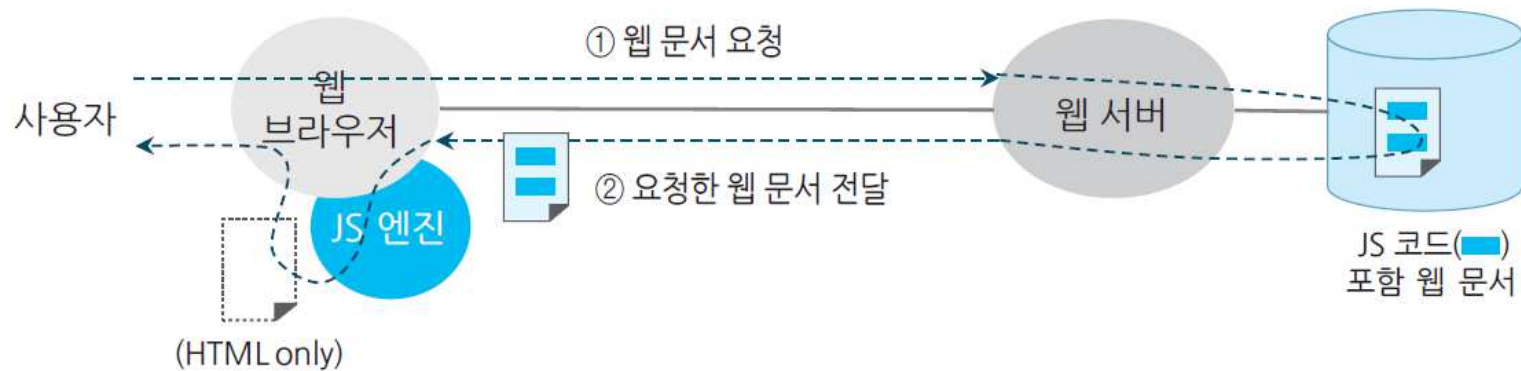 ① 웹 문서 요청
사용자
웹
브라우저
웹 서버
② 요청한 웹 문서 전달
JS 엔진
JS 코드( )
포함 웹 문서
(HTML only)